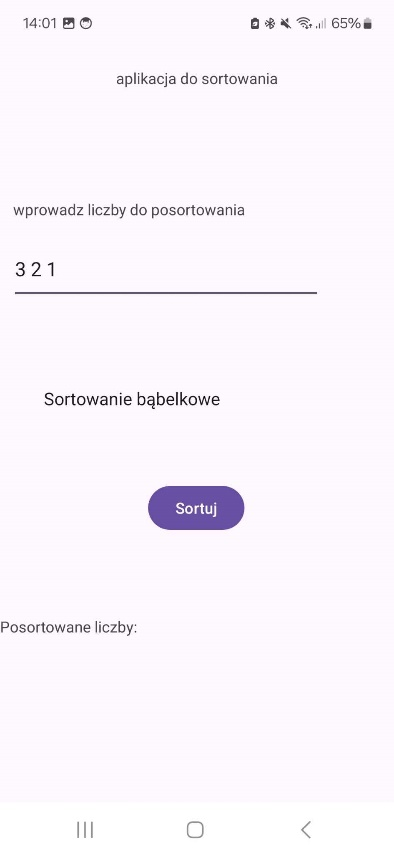 14:01 65%
aplikacja do sortowania
wprowadz liczby do posortowania
3 2 1
Sortowanie bąbelkowe
Sortuj
Posortowane liczby: